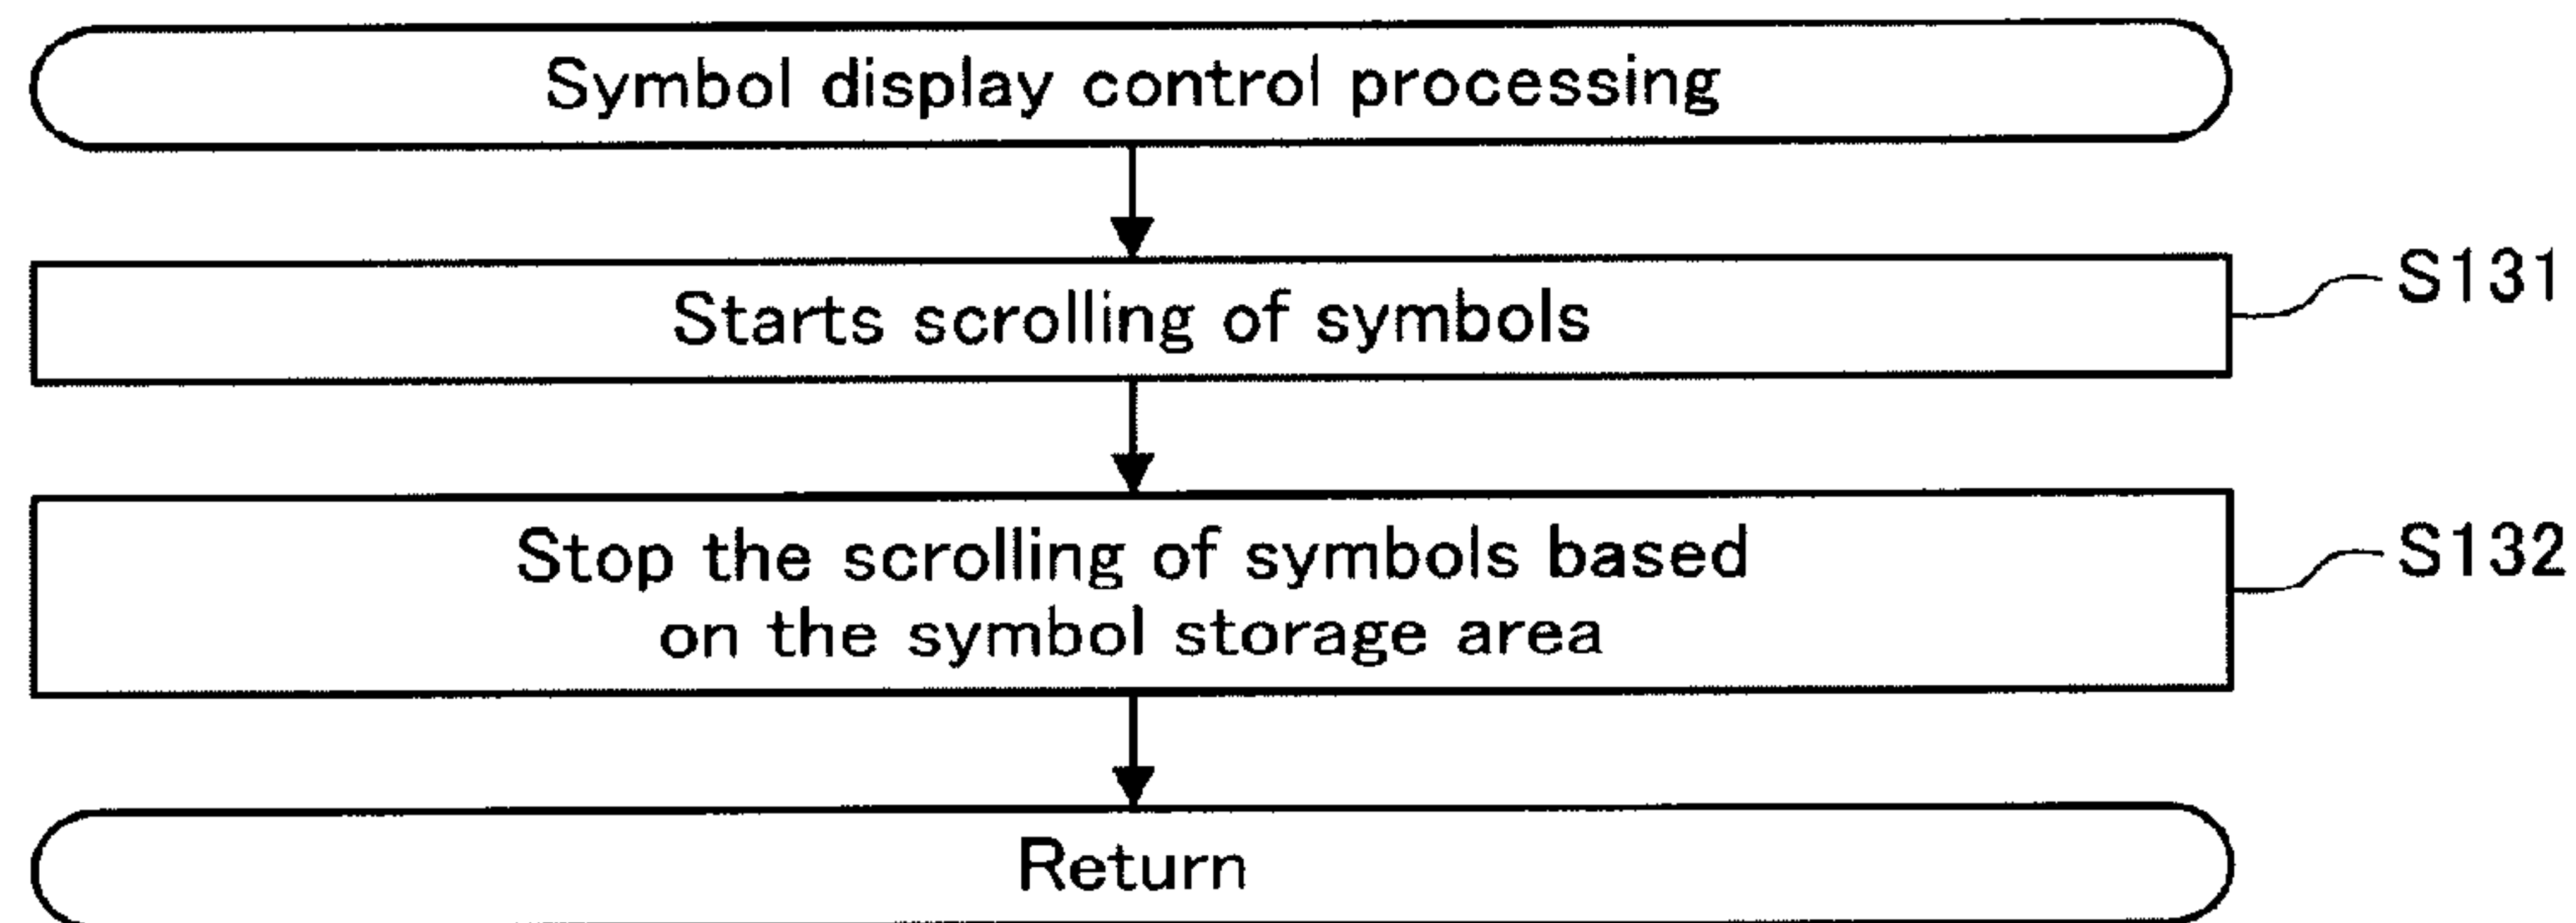 Symbol display control processing
Starts scrolling of symbols
S131
Stop the scrolling of symbols based
on the symbol storage area
S132
Return